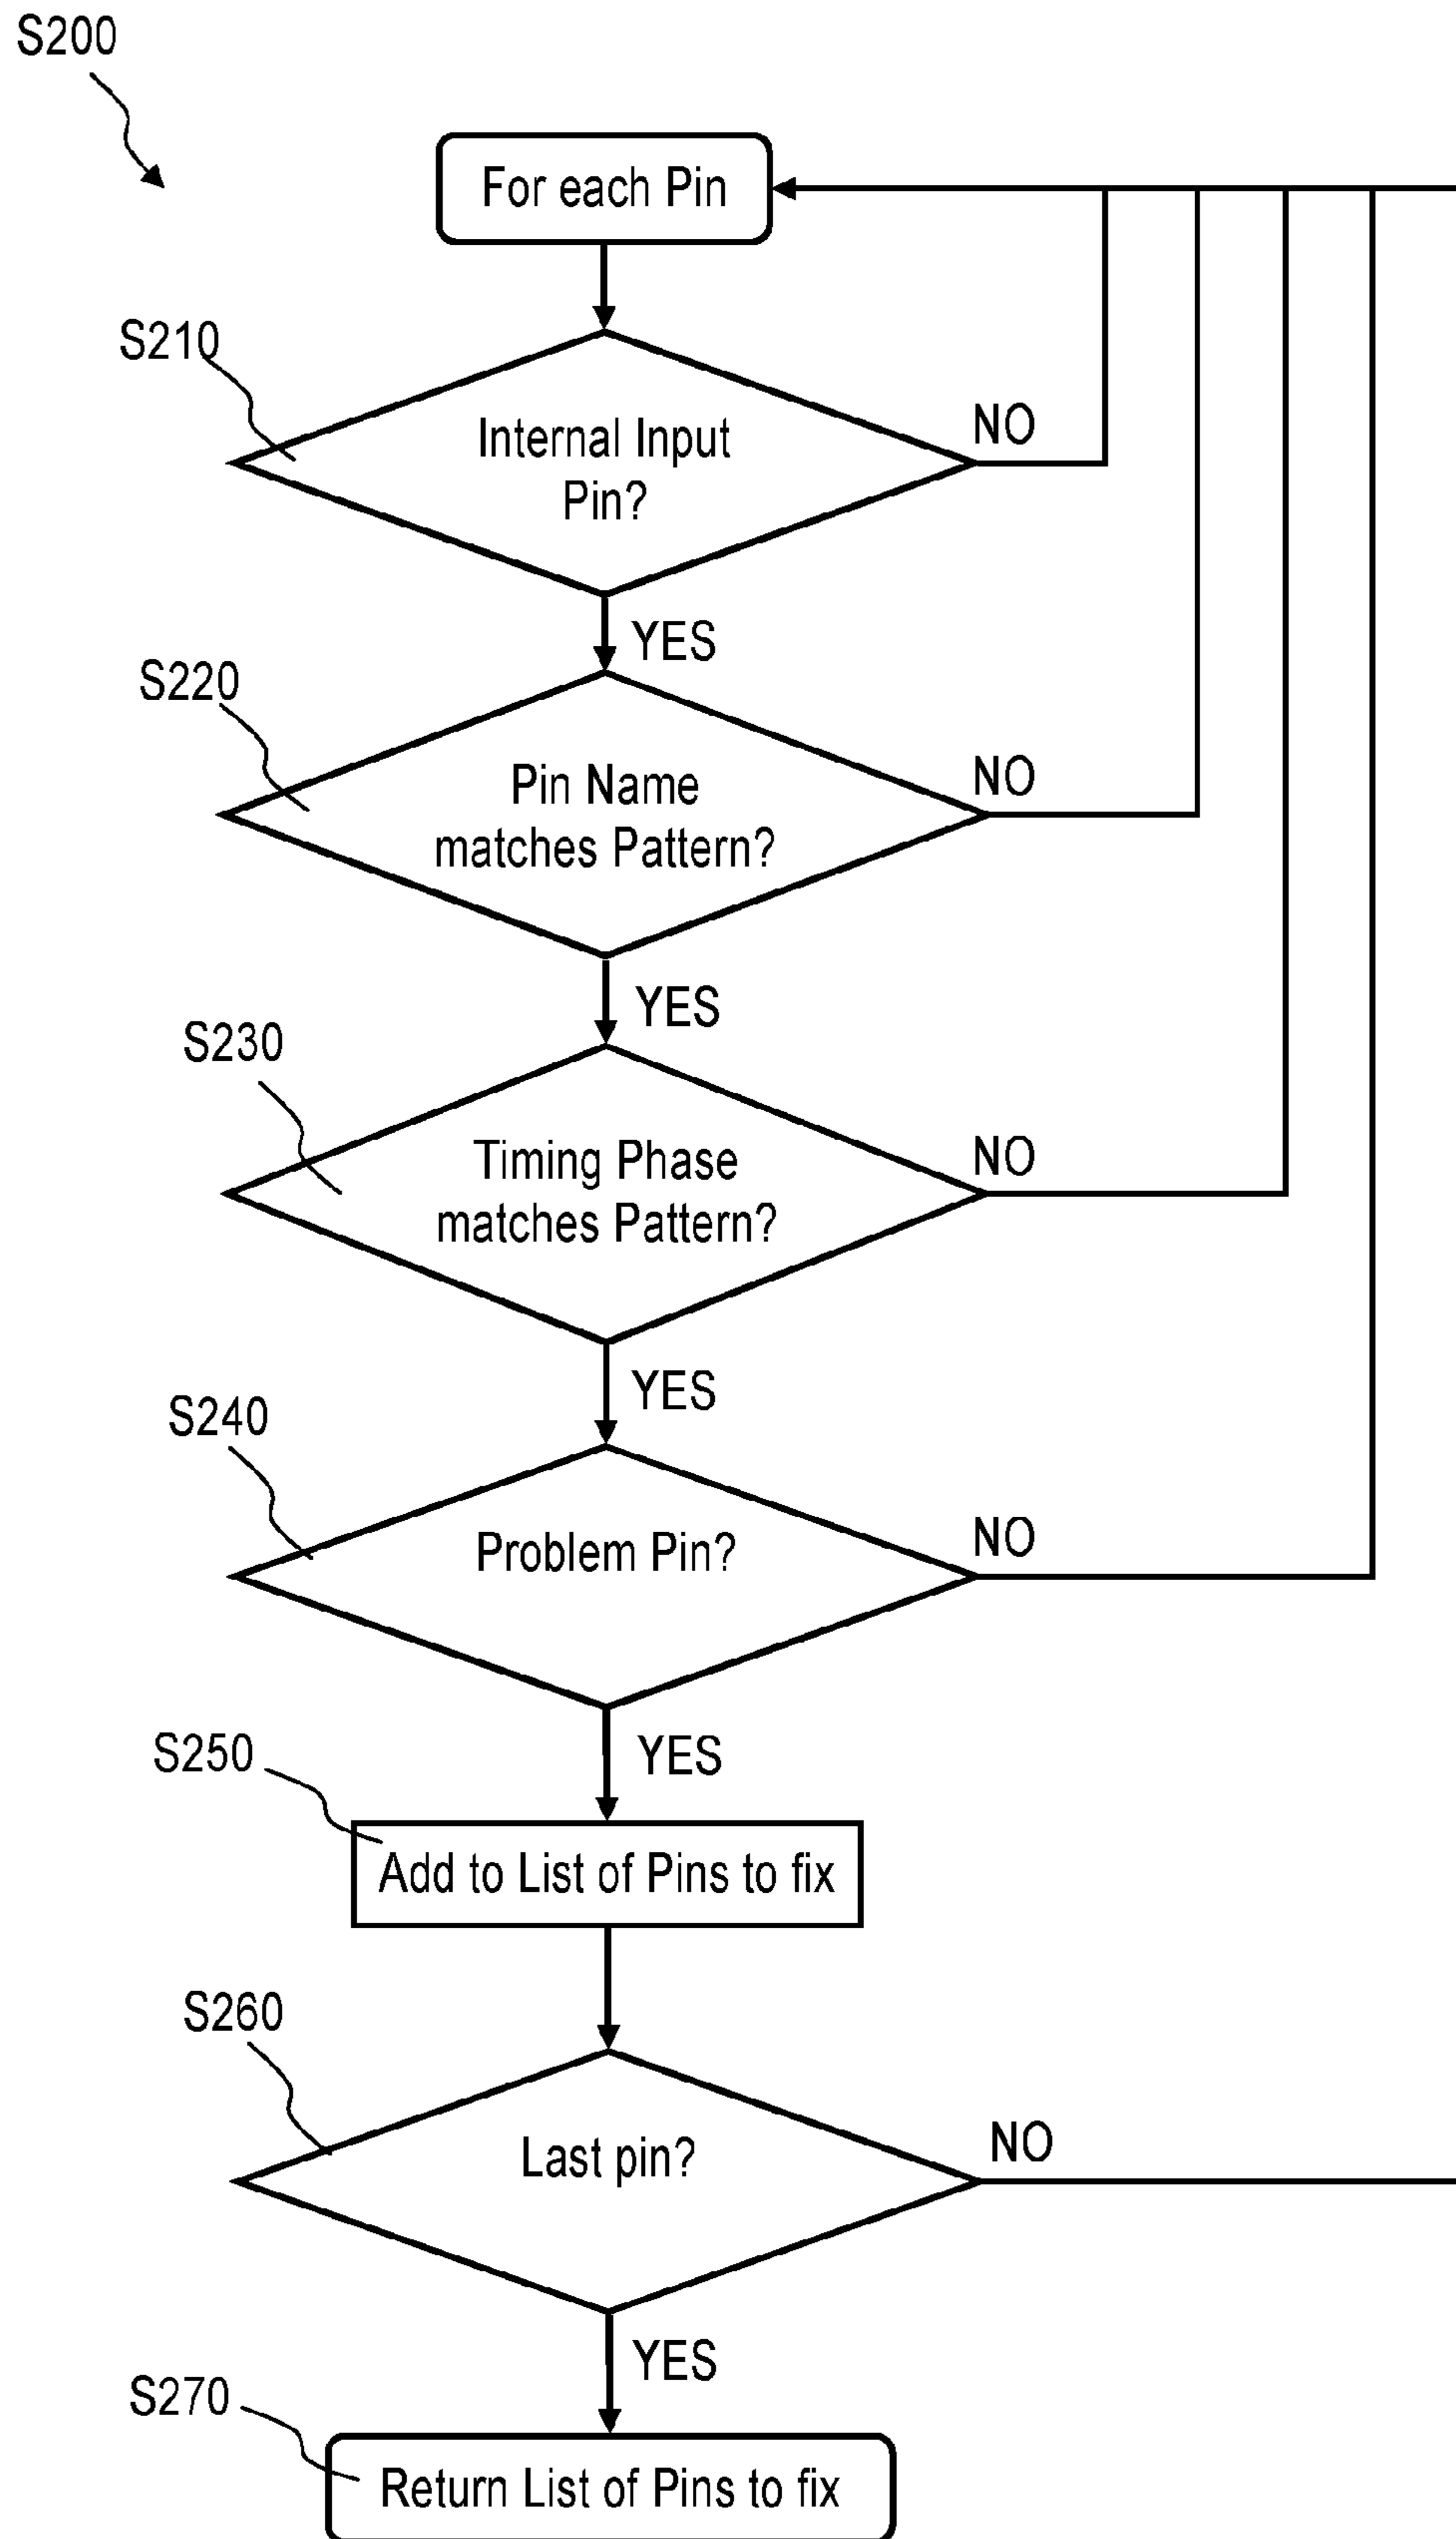 S200
For each Pin
S210
Internal Input
Pin?
NO
YES
S220
Pin Name
matches Pattern?
NO
YES
S230
Timing Phase
matches Pattern?
NO
YES
S240
Problem Pin?
NO
YES
S250
Add to List of Pins to fix
S260
Last pin?
NO
YES
S270
Return List of Pins to fix